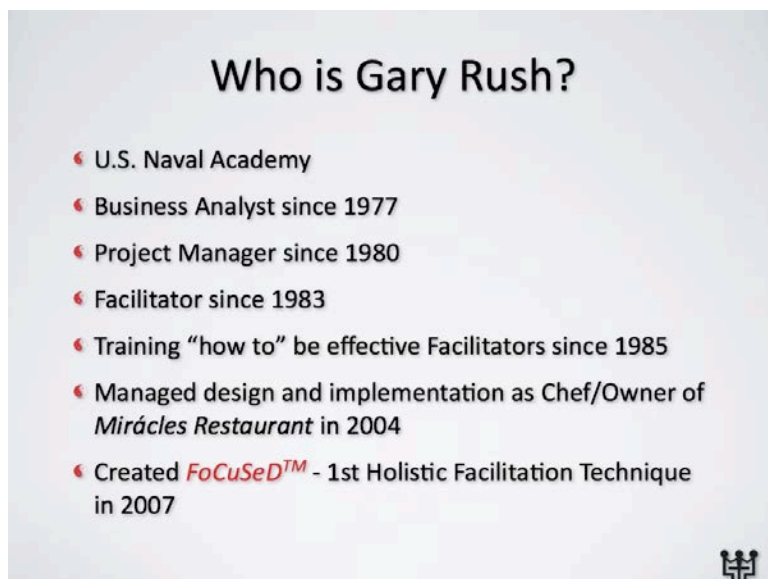 Who is Gary Rush?
U.S. Naval Academy
Business Analyst since 1977
Project Manager since 1980
Facilitator since 1983
Training “how to” be effective Facilitators since 1985
Managed design and implementation as Chef/Owner of
Mirácles Restaurant in 2004
Created FoCuSeD™ - 1st Holistic Facilitation Technique
in 2007